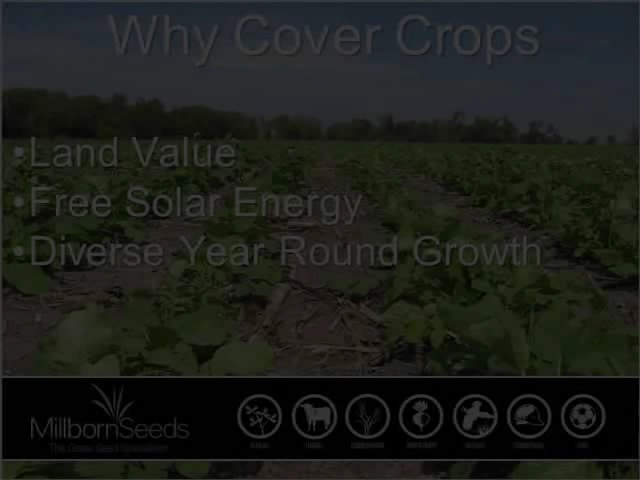 Why Cover Crops
•Land Value
•Free Solar Energy
•Diverse Year Round Growth
MillbornSeeds
The Grass Seed Specialists